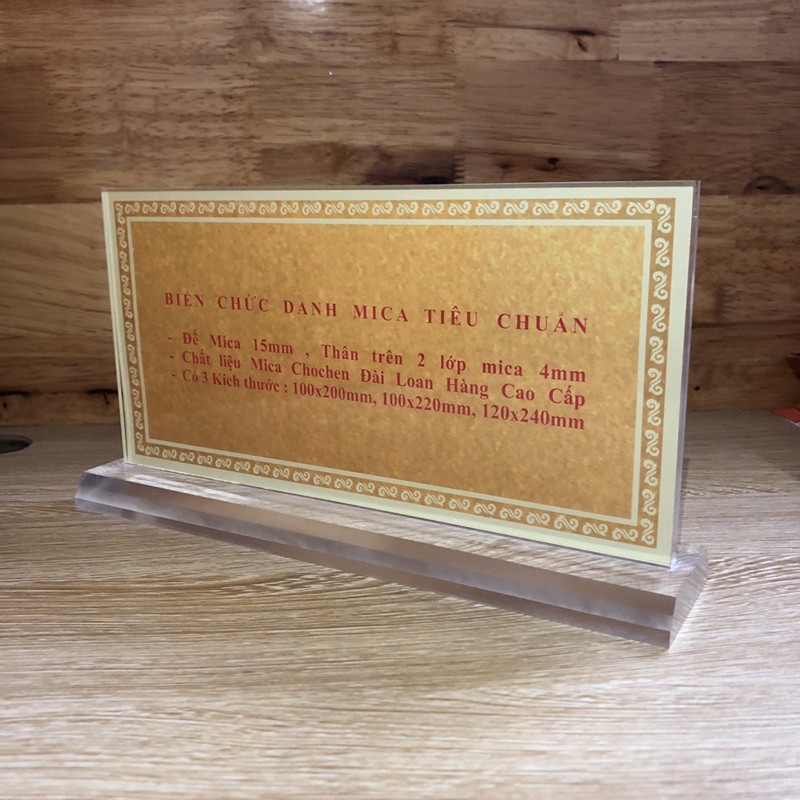 BIỂN CHỨC DANH MICA TIÊU CHUẨN
- Đế Mica 15mm , Thân trên 2 lớp mica 4mm
- Chất liệu Mica Chochen Đài Loan Hàng Cao Cấp
- Có 3 Kích thước : 100x200mm, 100x220mm, 120x240mm